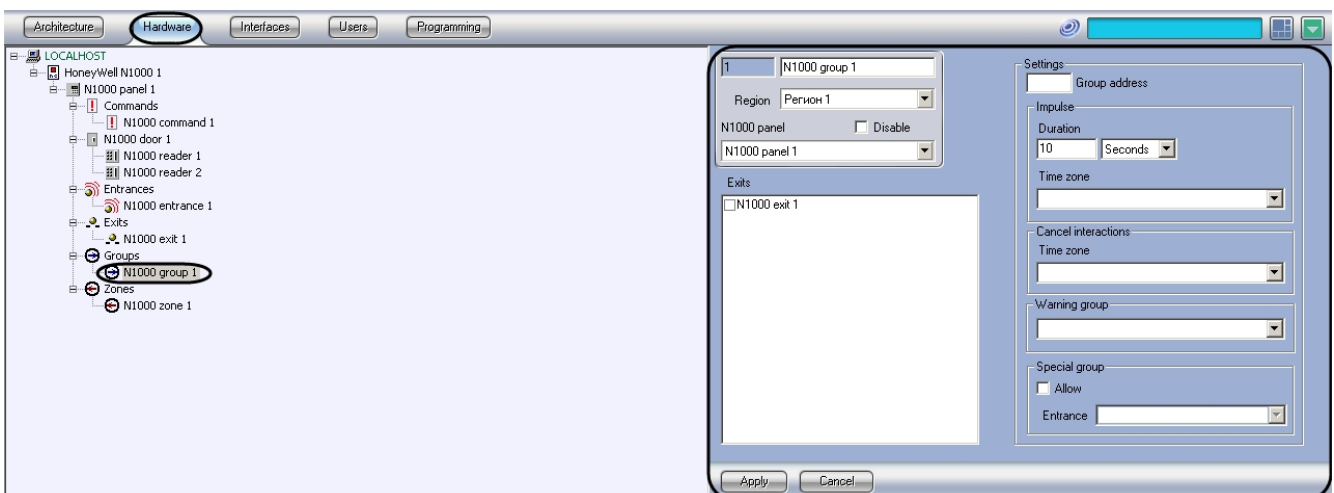 Architecture Hardware Interfaces Users Programming
LOCALHOST
HoneyWell N1000 1
N1000 panel 1
Commands
N1000 command 1
N1000 door 1
N1000 reader 1
N1000 reader 2
Entrances
N1000 entrance 1
Exits
N1000 exit 1
Groups
N1000 group 1
Zones
N1000 zone 1
1 N1000 group 1
Region Регион 1
N1000 panel Disable
N1000 panel 1
Exits
N1000 exit 1
Settings
Group address
Impulse
Duration
10 Seconds
Time zone
Cancel interactions
Time zone
Warning group
Special group
Allow
Entrance
Apply Cancel